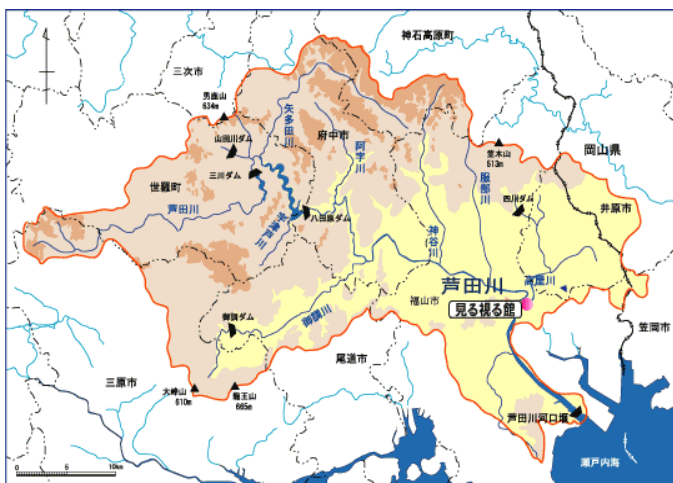 神石高原町
三次市
男鹿山
634m
矢多田川
府中市
山田川ダム
阿字川
岡山県
笠木山
513m
三川ダム
世羅町
服部川
四川ダム
井原市
芦田川
宇津戸川
八田原ダム
神谷川
芦田川
高屋川
福山市
見る視る館
御調ダム
御調川
笠岡市
尾道市
三原市
大峰山
610m
龍王山
665m
芦田川河口堰
瀬戸内海
0
5
10km